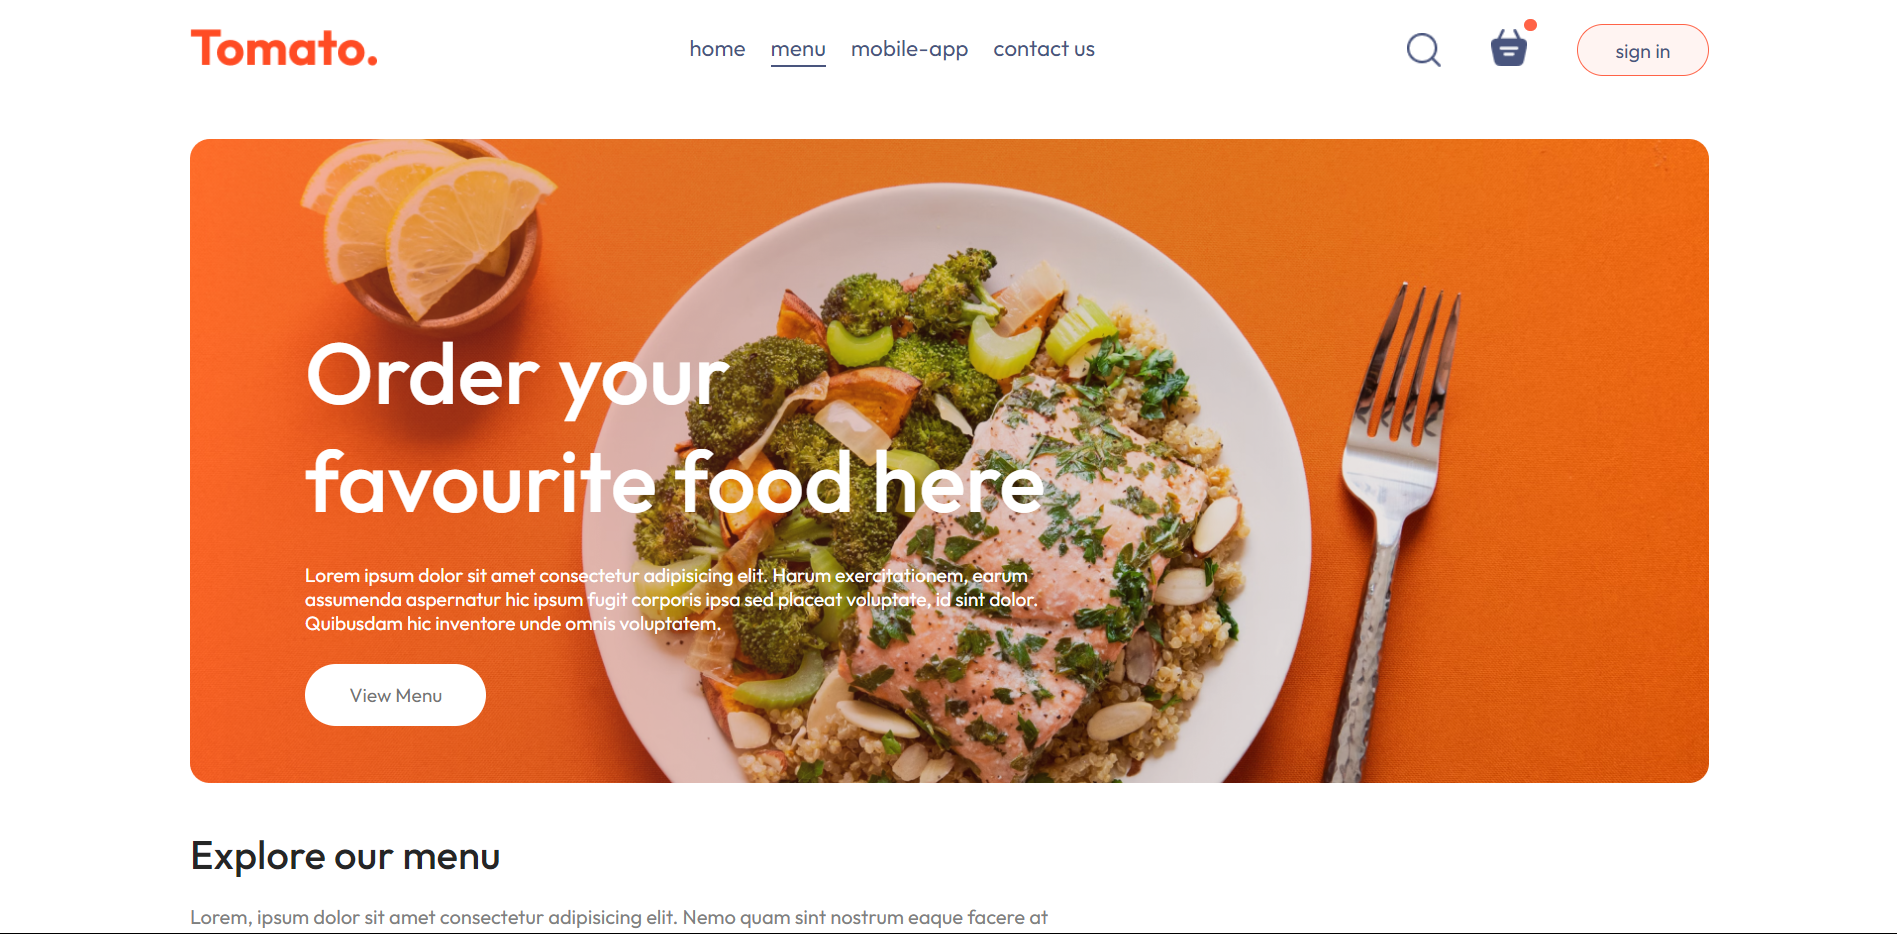 Tomato.
home menu mobile-app contact us
sign in
Order your
favourite food here
Lorem ipsum dolor sit amet consectetur adipisicing elit. Harum exercitationem, earum
assumenda aspernatur hic ipsum fugit corporis ipsa sed placeat voluptate, id sint dolor.
Quibusdam hic inventore unde omnis voluptatem.
View Menu
Explore our menu
Lorem, ipsum dolor sit amet consectetur adipisicing elit. Nemo quam sint nostrum eaque facere at